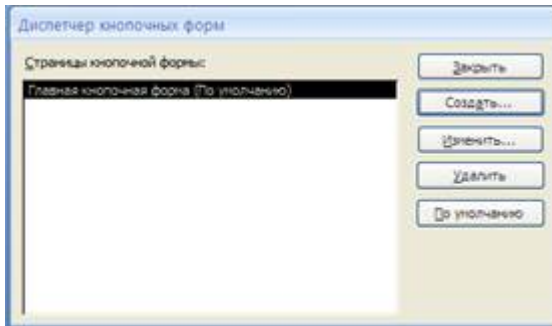 Диспетчер кнопочных форм
Страницы кнопочной формы:
Главная кнопочная форма (По умолчанию)
Закрыть
Создать...
Изменить...
Удалить
По умолчанию